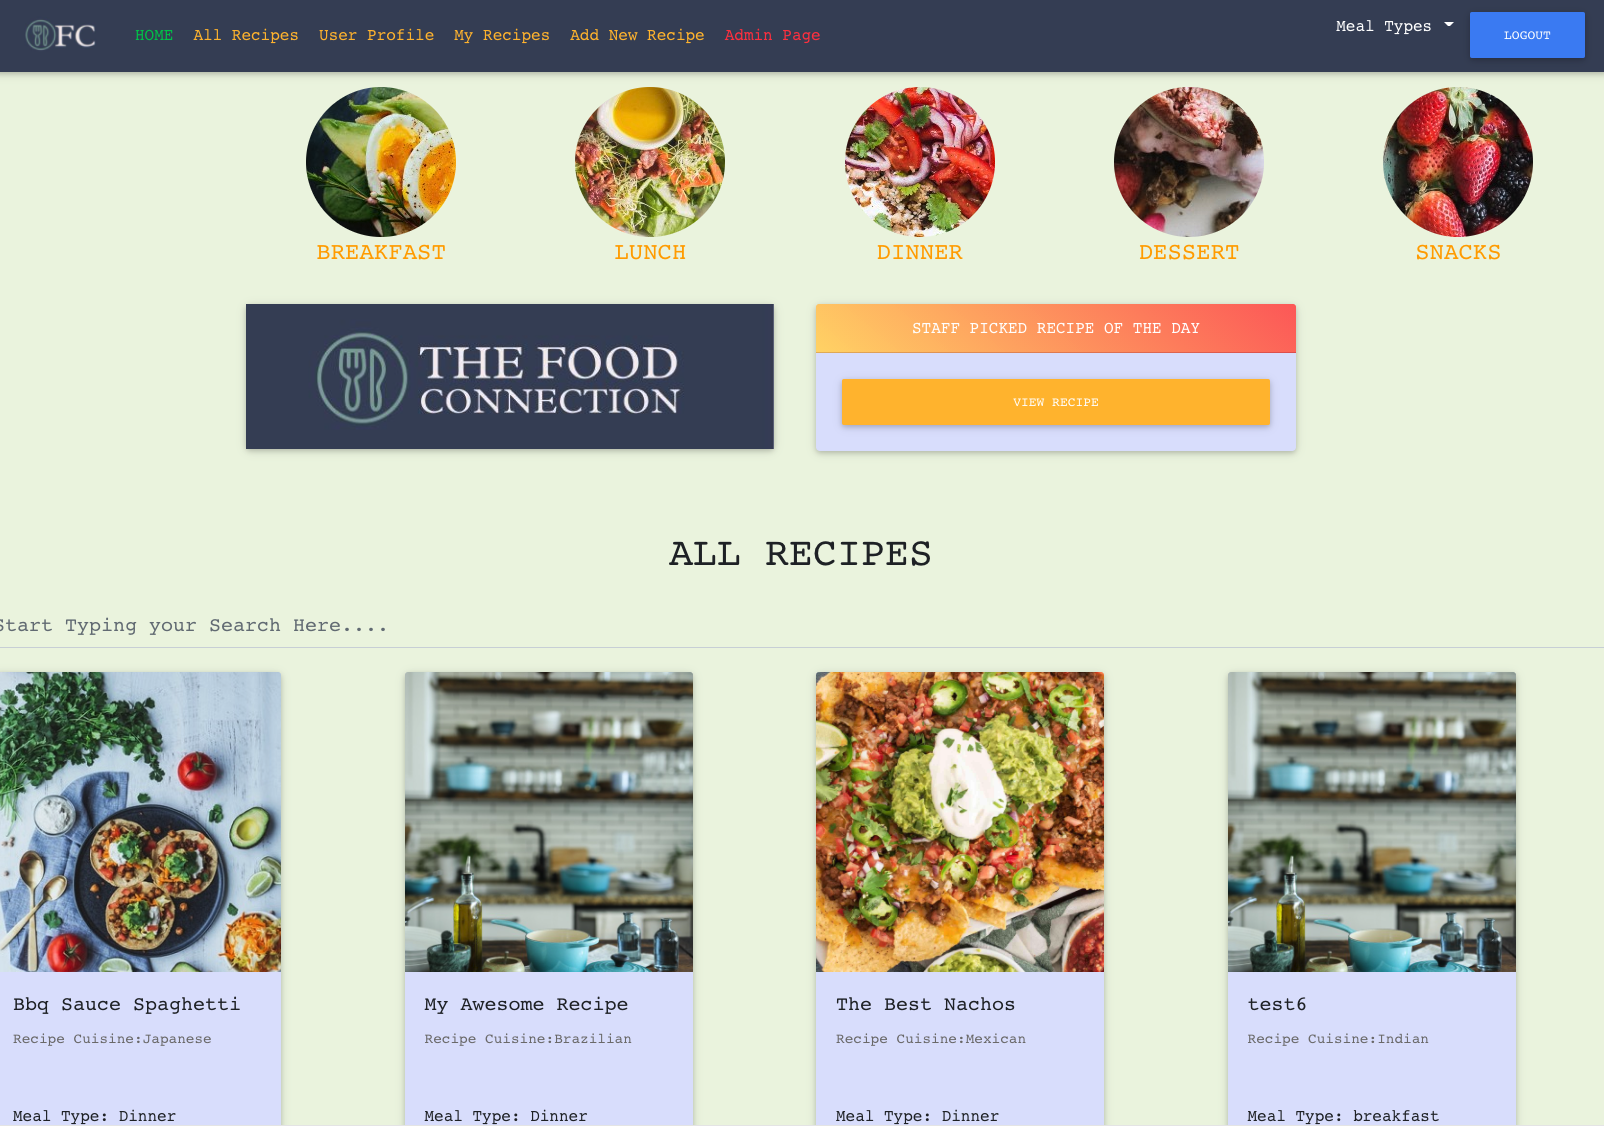 FC HOME All Recipes User Profile My Recipes Add New Recipe Admin Page Meal Types LOGOUT
BREAKFAST LUNCH DINNER DESSERT SNACKS
THE FOOD
CONNECTION
STAFF PICKED RECIPE OF THE DAY
VIEW RECIPE
ALL RECIPES
Start Typing your Search Here....
Bbq Sauce Spaghetti
Recipe Cuisine:Japanese
Meal Type: Dinner
My Awesome Recipe
Recipe Cuisine:Brazilian
Meal Type: Dinner
The Best Nachos
Recipe Cuisine:Mexican
Meal Type: Dinner
test6
Recipe Cuisine:Indian
Meal Type: breakfast